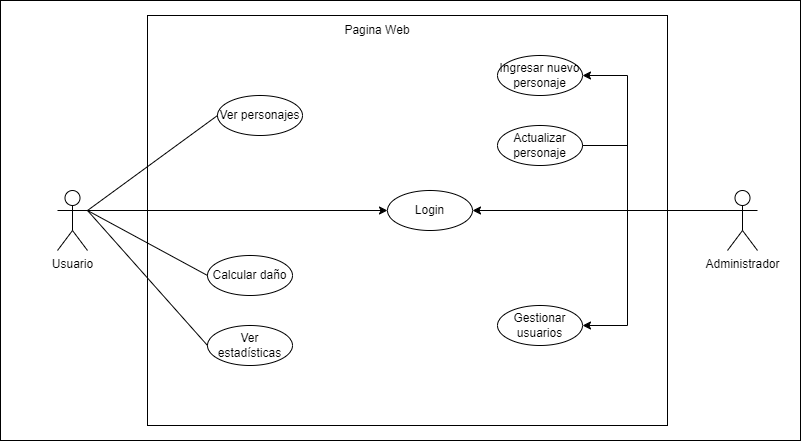 Pagina Web
Ingresar nuevo
personaje
Ver personajes
Actualizar
personaje
Login
Usuario
Administrador
Calcular daño
Gestionar
usuarios
Ver
estadísticas